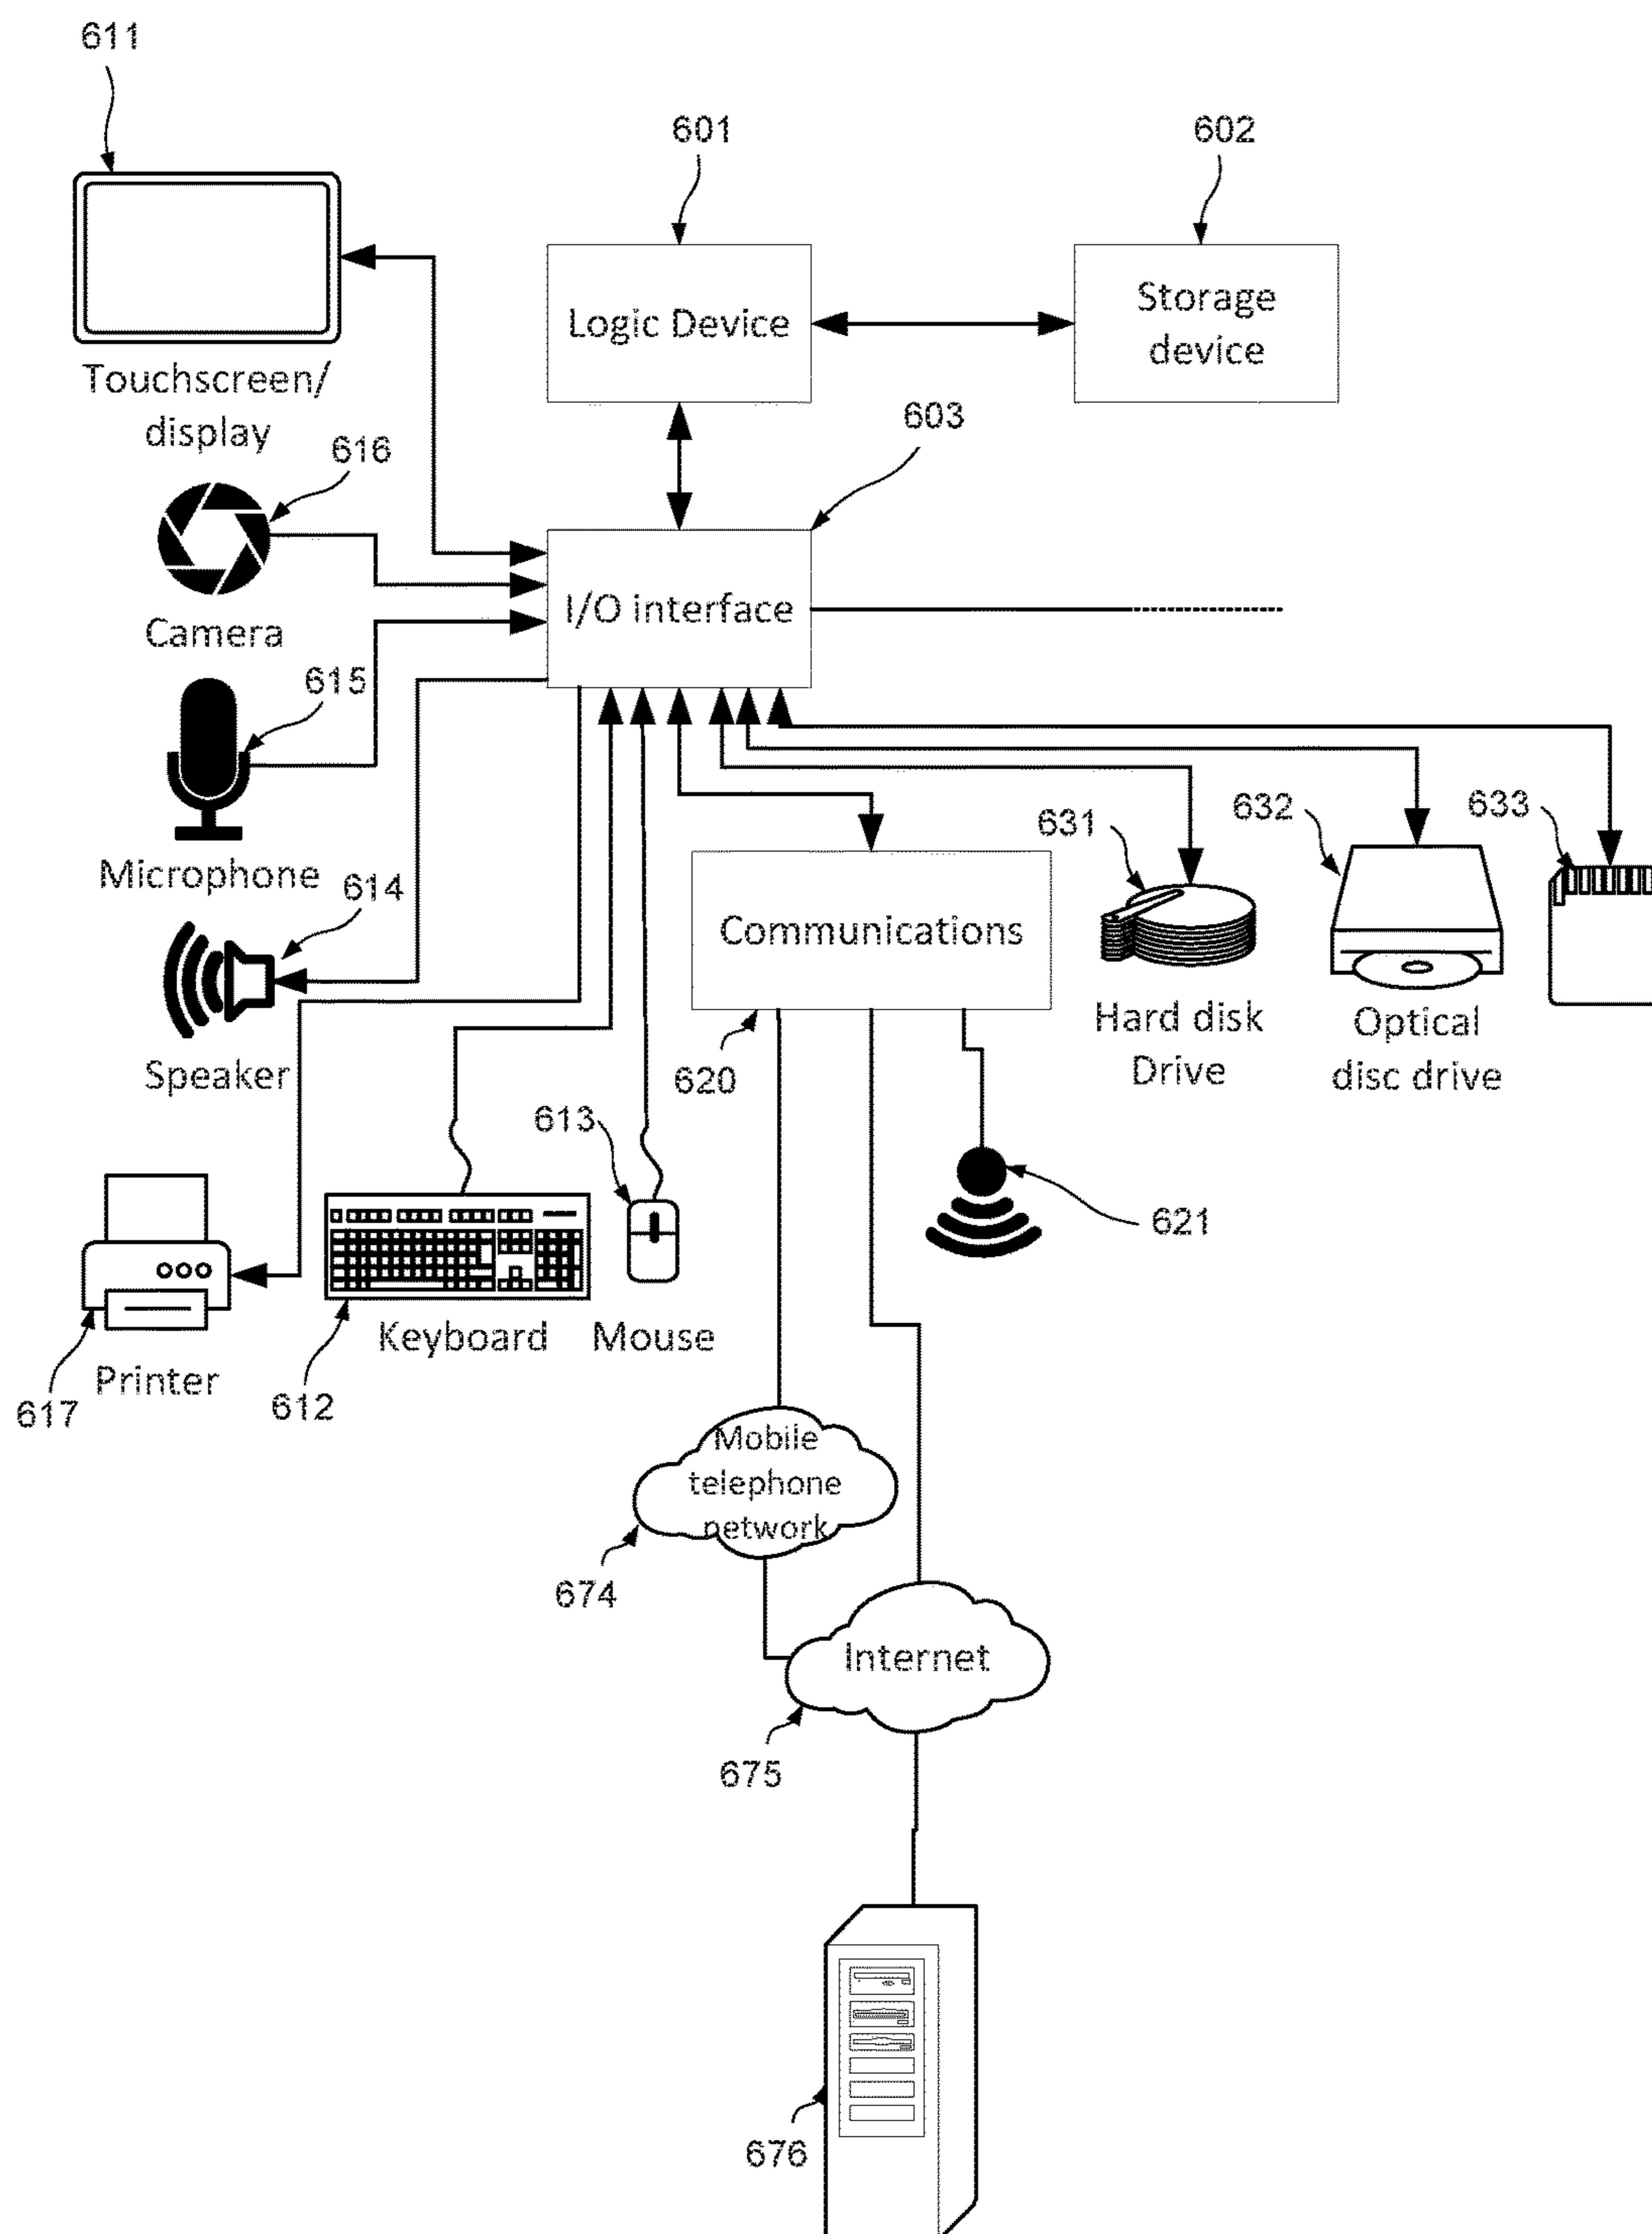 611
601
602
Logic Device
Storage
device
Touchscreen/
display
603
616
I/O interface
Camera
615
Microphone
614
631
632
633
Communications
Hard disk
Drive
Optical
disc drive
Speaker
620
613
621
Keyboard
Mouse
Printer
617
612
Mobile
telephone
network
674
Internet
675
676